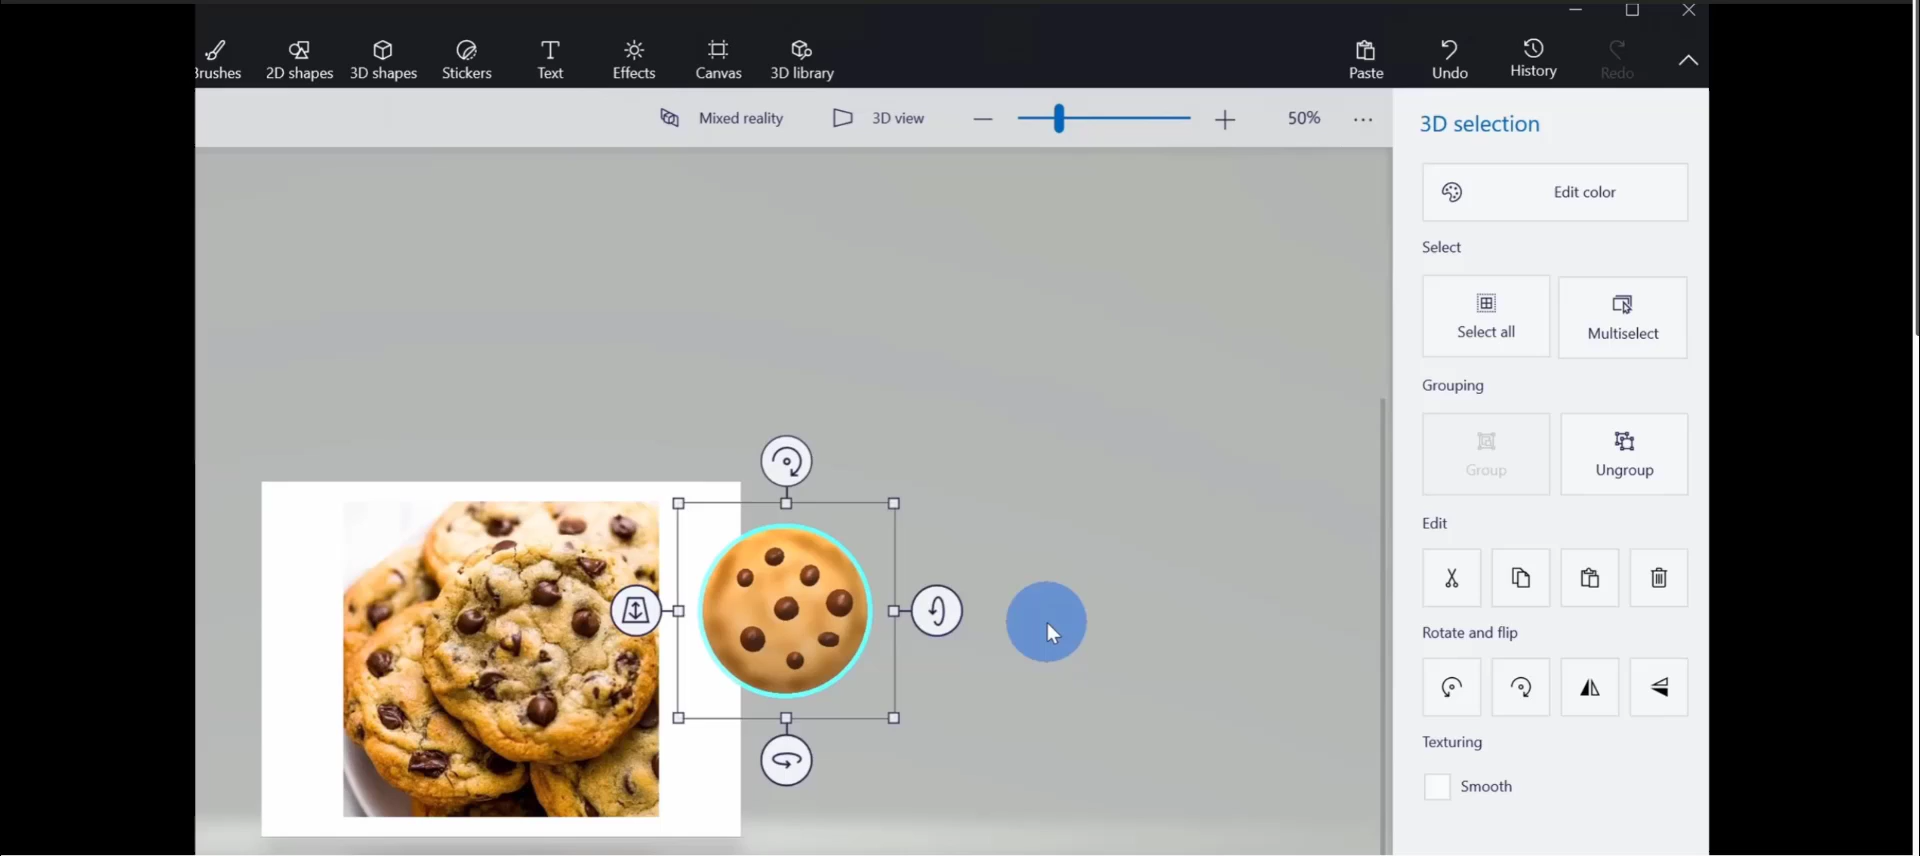 Brushes 2D shapes 3D shapes Stickers Text Effects Canvas 3D library Paste Undo History Redo
Mixed reality 3D view 50% ...
3D selection
Edit color
Select
Select all Multiselect
Grouping
Group Ungroup
Edit
Rotate and flip
Texturing
Smooth